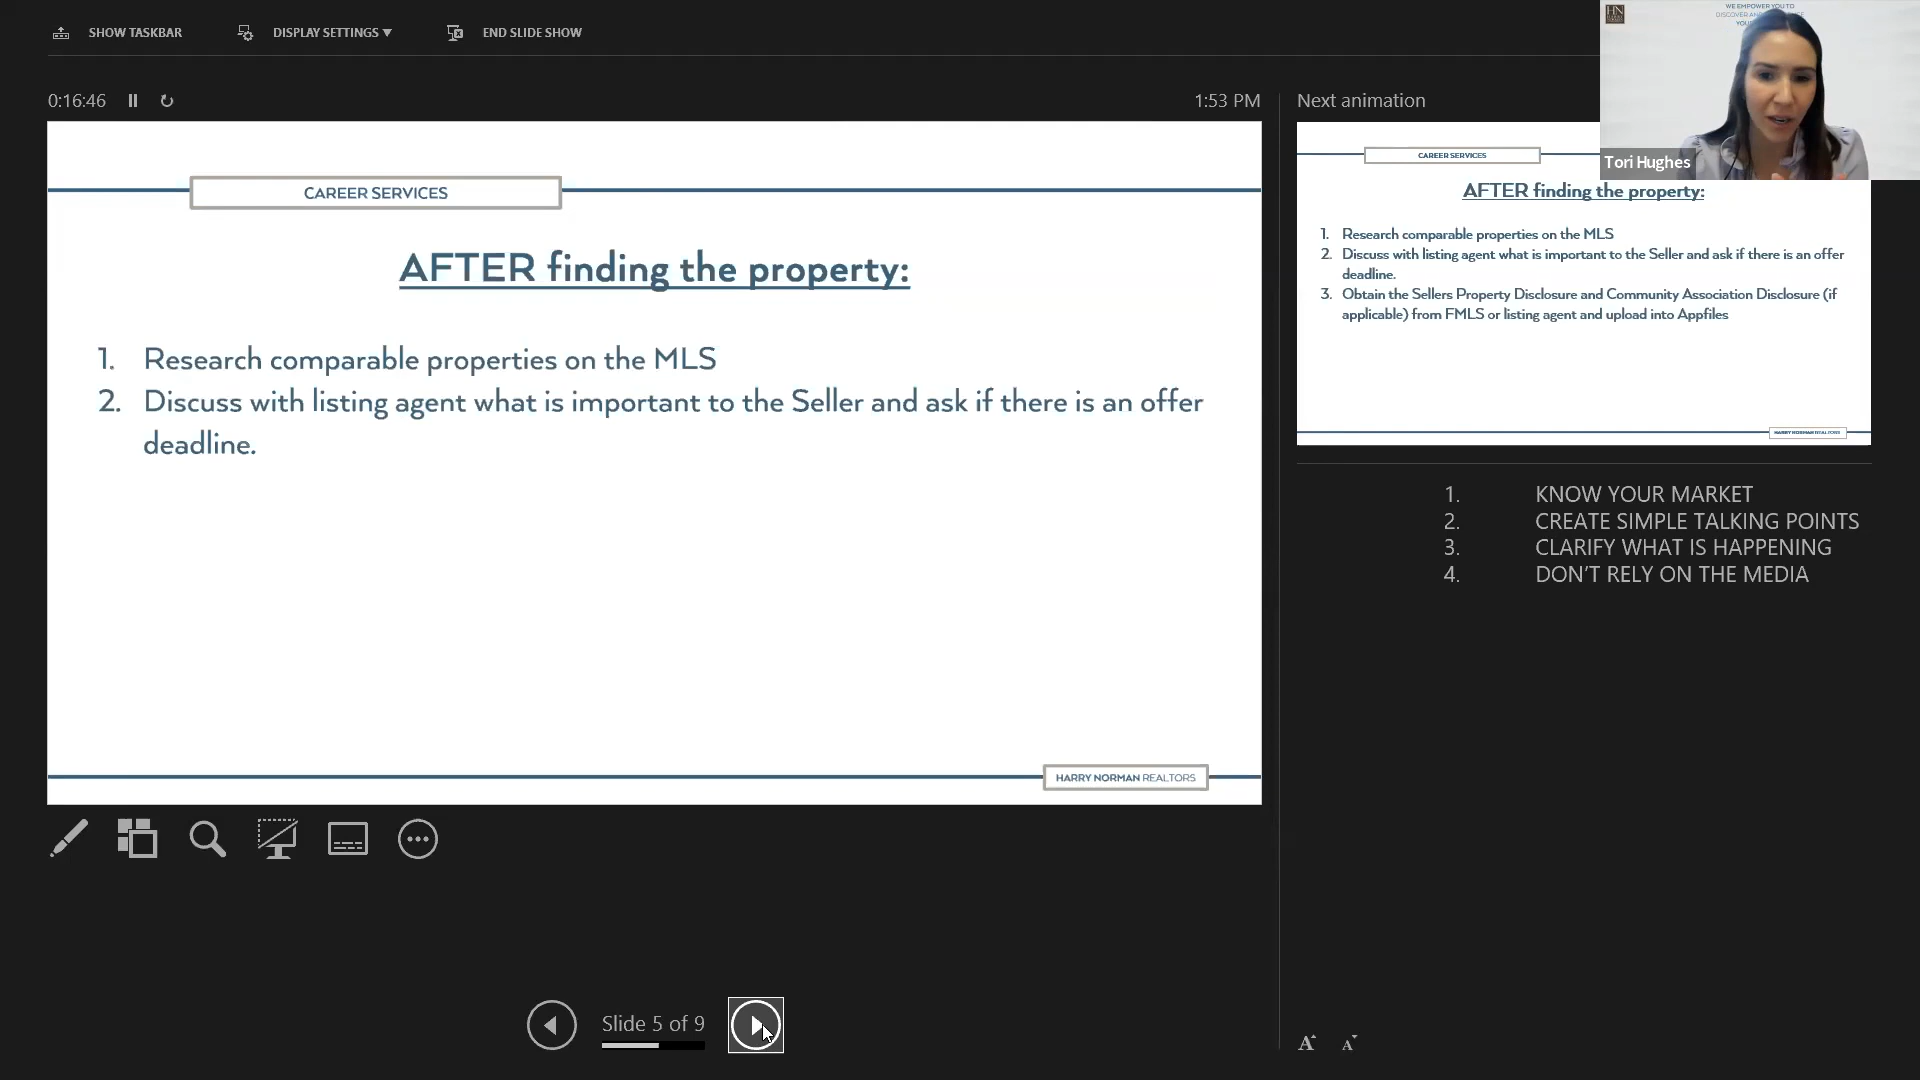 SHOW TASKBAR
DISPLAY SETTINGS
END SLIDE SHOW
0:16:46
1:53 PM
Next animation
HN
WE EMPOWER YOU TO
Tori Hughes
CAREER SERVICES
AFTER finding the property:
1. Research comparable properties on the MLS
2. Discuss with listing agent what is important to the Seller and ask if there is an offer
deadline.
HARRY NORMAN REALTORS
CAREER SERVICES
AFTER finding the property:
1. Research comparable properties on the MLS
2. Discuss with listing agent what is important to the Seller and ask if there is an offer
deadline.
3. Obtain the Sellers Property Disclosure and Community Association Disclosure (if
applicable) from FMLS or listing agent and upload into Appfiles
HARRY NORMAN REALTORS
1. KNOW YOUR MARKET
2. CREATE SIMPLE TALKING POINTS
3. CLARIFY WHAT IS HAPPENING
4. DON'T RELY ON THE MEDIA
Slide 5 of 9
A A